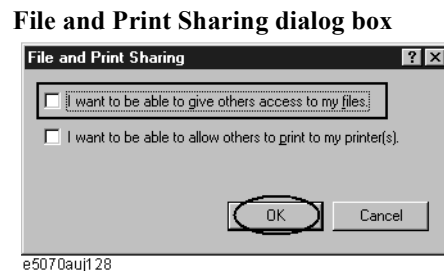 File and Print Sharing dialog box
File and Print Sharing
I want to be able to give others access to my files.
I want to be able to allow others to print to my printer(s).
OK Cancel
e5070auj128